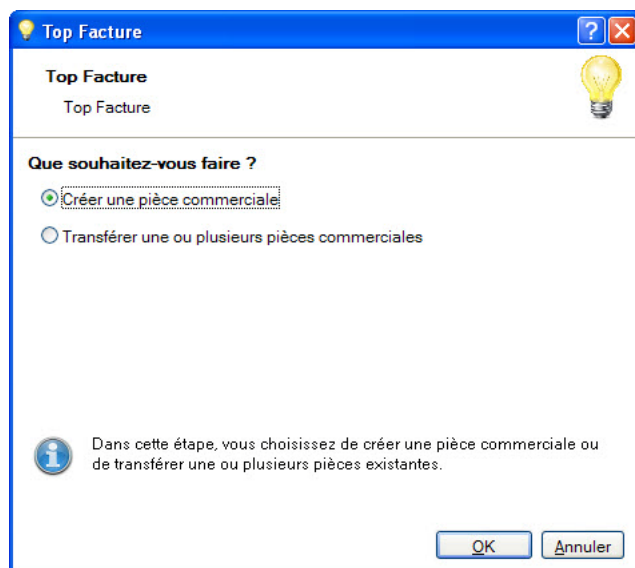 Top Facture
?
X
Top Facture
Top Facture
Que souhaitez-vous faire ?
Créer une pièce commerciale
Transférer une ou plusieurs pièces commerciales
i
Dans cette étape, vous choisissez de créer une pièce commerciale ou
de transférer une ou plusieurs pièces existantes.
OK
Annuler